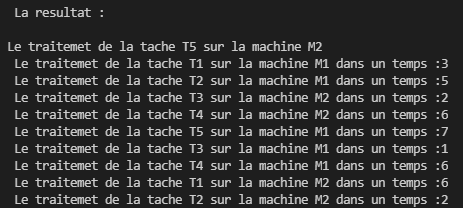 La resultat :
Le traitemet de la tache T5 sur la machine M2
Le traitemet de la tache T1 sur la machine M1 dans un temps :3
Le traitemet de la tache T2 sur la machine M1 dans un temps :5
Le traitemet de la tache T3 sur la machine M2 dans un temps :2
Le traitemet de la tache T4 sur la machine M2 dans un temps :6
Le traitemet de la tache T5 sur la machine M1 dans un temps :7
Le traitemet de la tache T3 sur la machine M1 dans un temps :1
Le traitemet de la tache T4 sur la machine M1 dans un temps :6
Le traitemet de la tache T1 sur la machine M2 dans un temps :6
Le traitemet de la tache T2 sur la machine M2 dans un temps :2